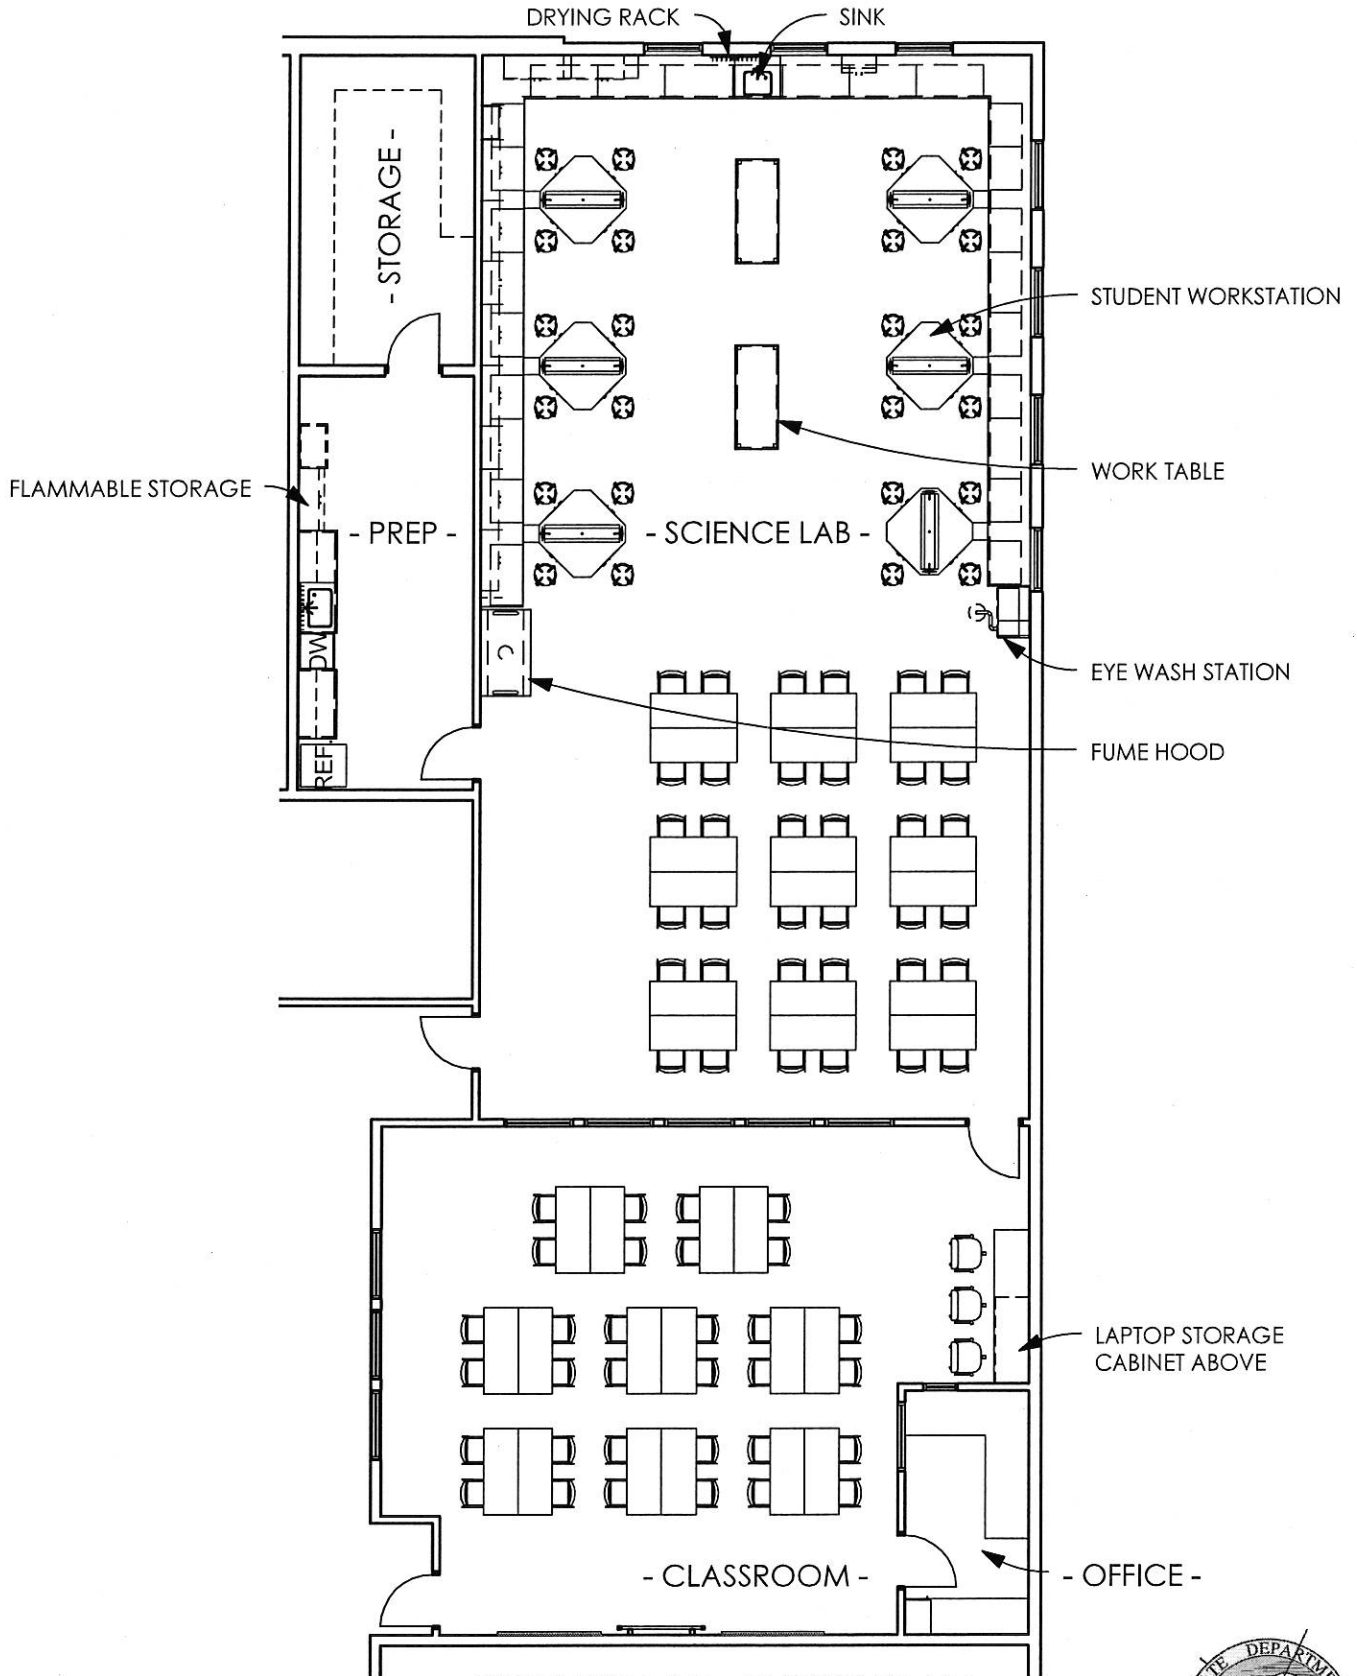 DRYING RACK
SINK
- STORAGE -
STUDENT WORKSTATION
WORK TABLE
FLAMMABLE STORAGE
- PREP -
- SCIENCE LAB -
DW
EYE WASH STATION
FUME HOOD
REF.
LAPTOP STORAGE
CABINET ABOVE
- CLASSROOM -
- OFFICE -